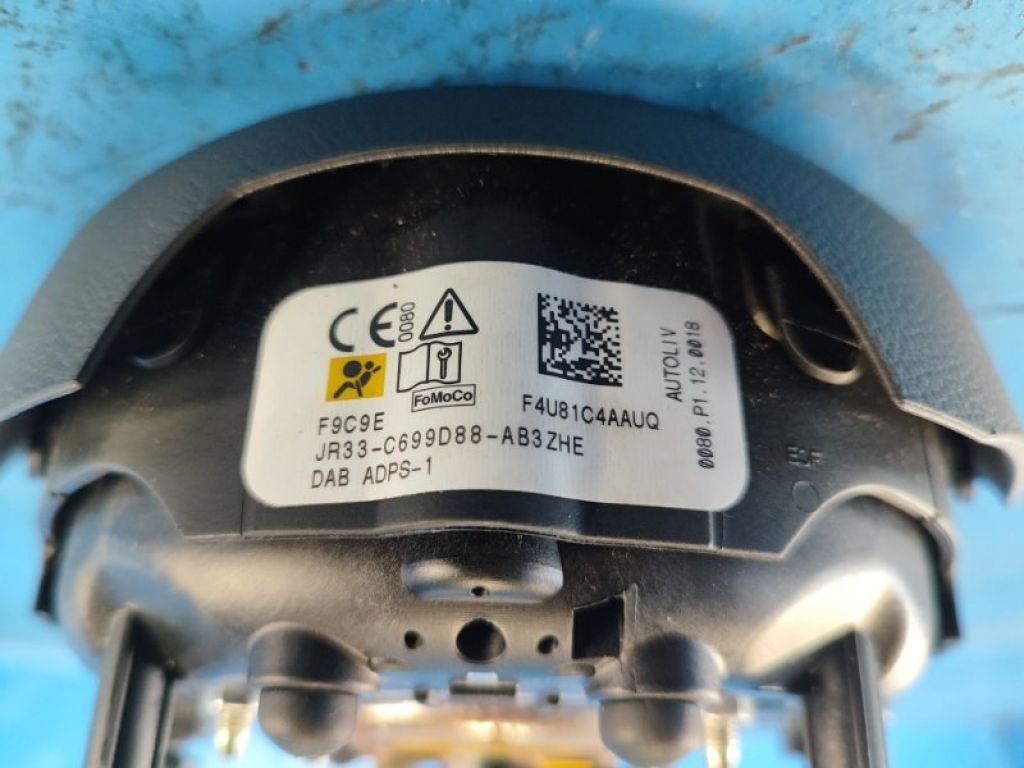 CE 0080
FoMoCo
F9C9E
JR33-C699D88-AB3ZHE
DAB ADPS-1
F4U81C4AAUQ
AUTOLIV
0080.P1.12.0018